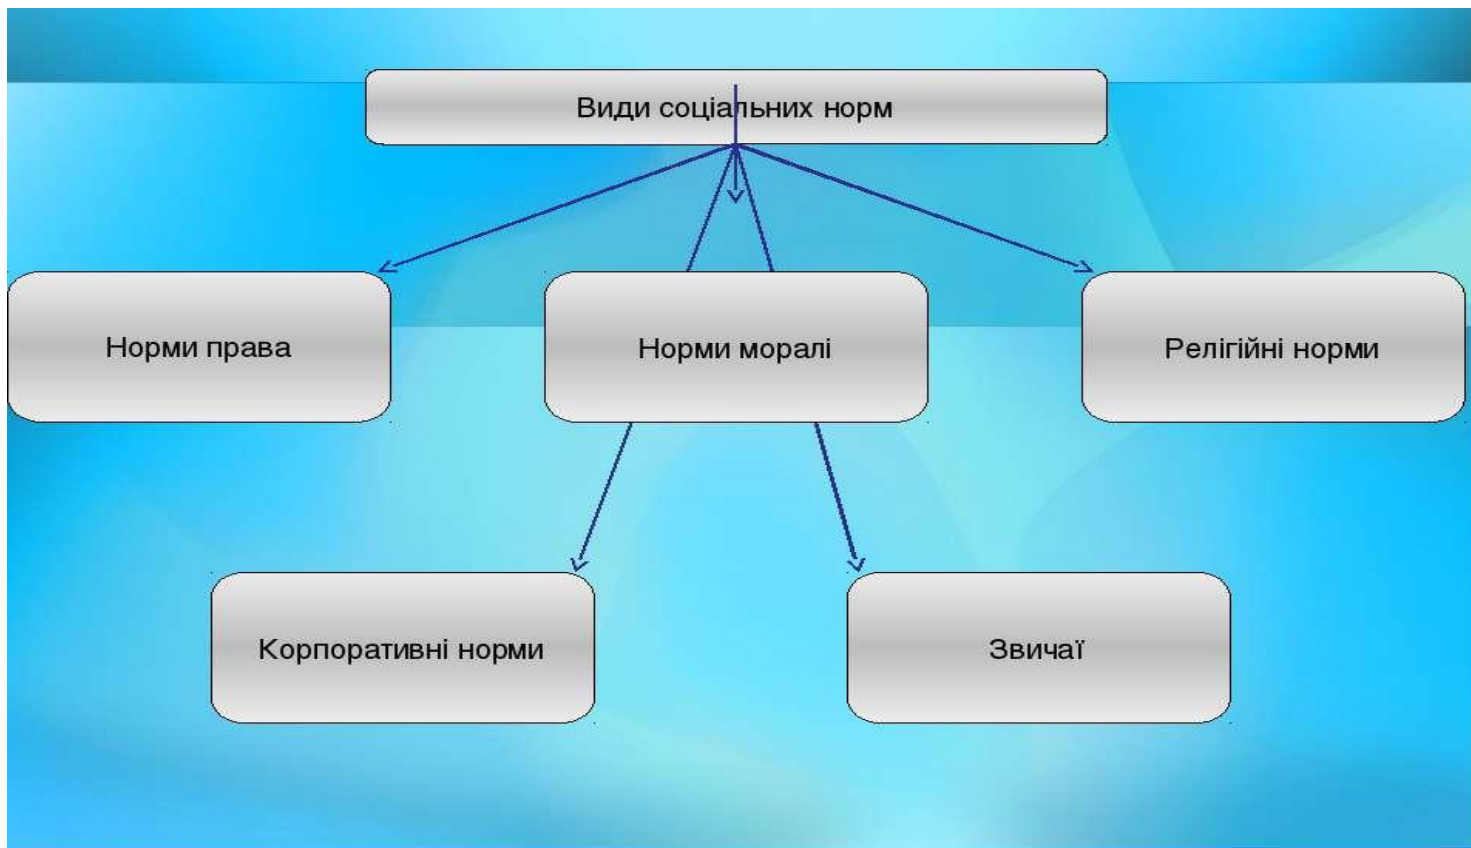 Види соціальних норм
Норми права
Норми моралі
Релігійні норми
Корпоративні норми
Звичаї